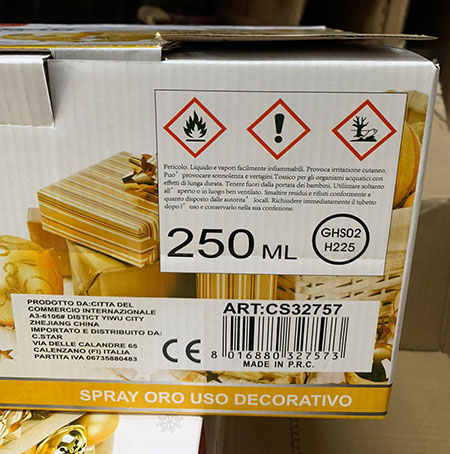 Pericolo. Liquido e vapori facilmente infiammabili. Provoca irritazione cutaneo.
Puo' provocare sonnolenza e vertigini.Tossico per gli organismi acquatici con
effetti di lunga durata. Tenere fuori dalla portata dei bambini. Utilizzare soltanto
all' aperto o in luogo ben ventilato. Smaltire residui e rifiuti conforme a
quanto disposto dalle autorita' locali. Richiudere immediatamente il tubetto
dopo l' uso e conservarlo nella sua confezione.
250 ML
GHS02
H225
PRODOTTO DA:CITTA DEL
COMMERCIO INTERNAZIONALE
A3-6106# DISTICT YIWU CITY
ZHEJIANG CHINA
IMPORTATO E DISTRIBUITO DA:
C.STAR
VIA DELLE CALANDRE 65
CALENZANO (FI) ITALIA
PARTITA IVA 06735880483
CE
ART:CS32757
8 016880 327573
MADE IN P.R.C.
SPRAY ORO USO DECORATIVO